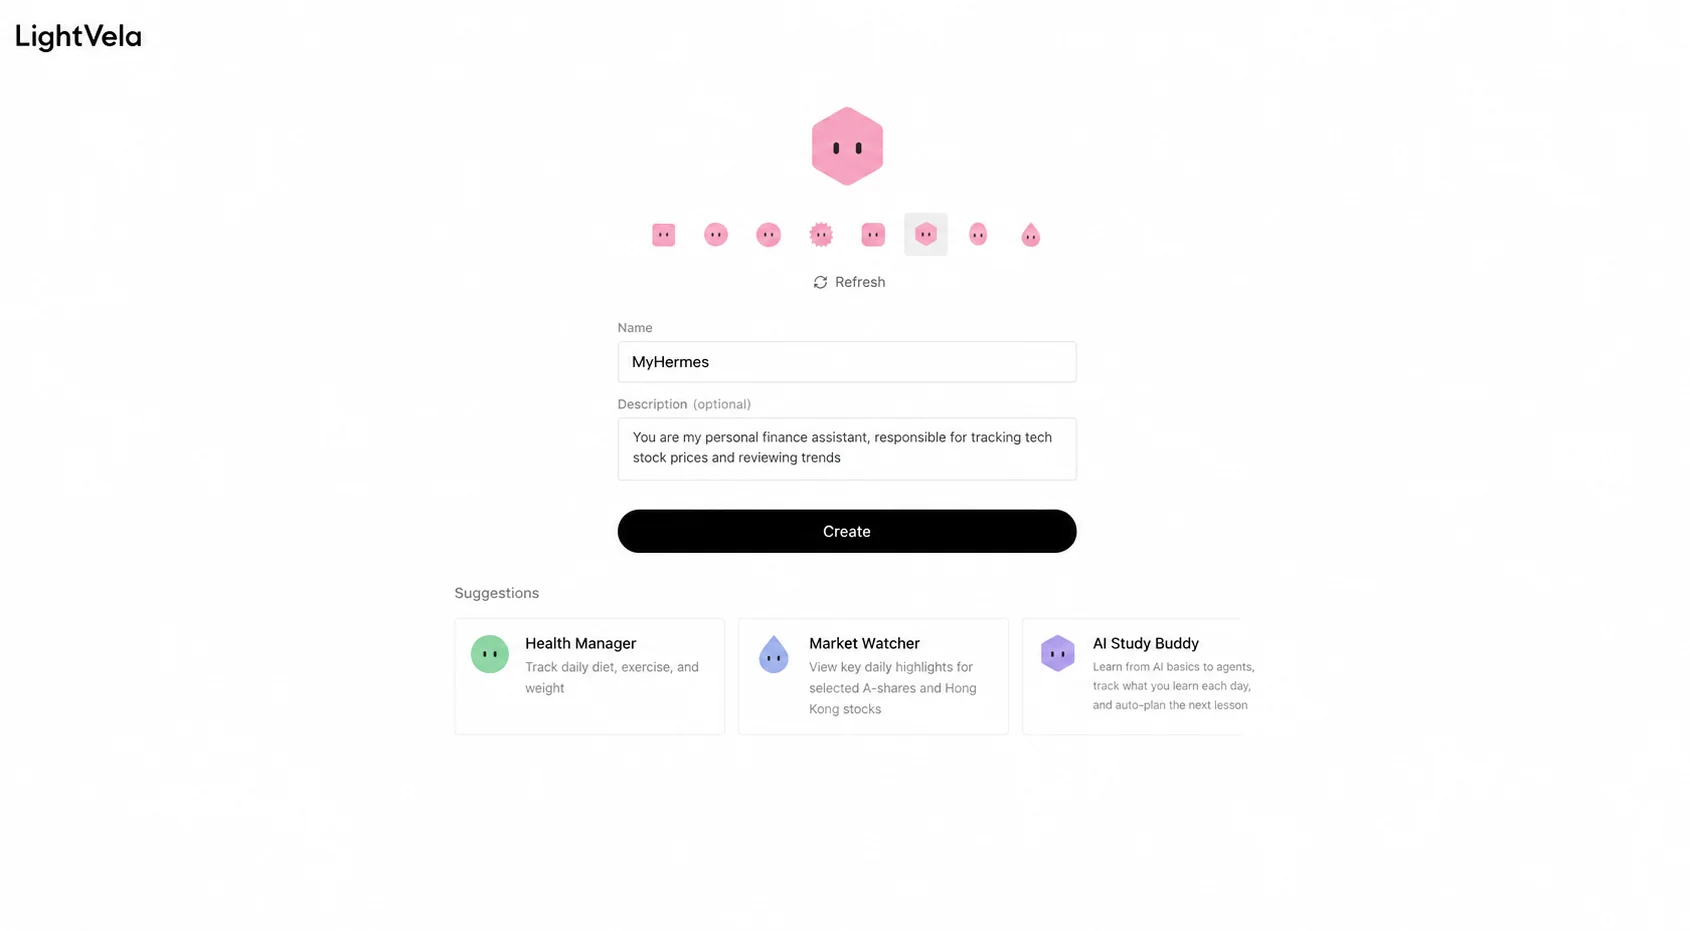 LightVela
Refresh
Name
MyHermes
Description (optional)
You are my personal finance assistant, responsible for tracking tech
stock prices and reviewing trends
Create
Suggestions
Health Manager
Track daily diet, exercise, and
weight
Market Watcher
View key daily highlights for
selected A-shares and Hong
Kong stocks
AI Study Buddy
Learn from AI basics to agents,
track what you learn each day,
and auto-plan the next lesson